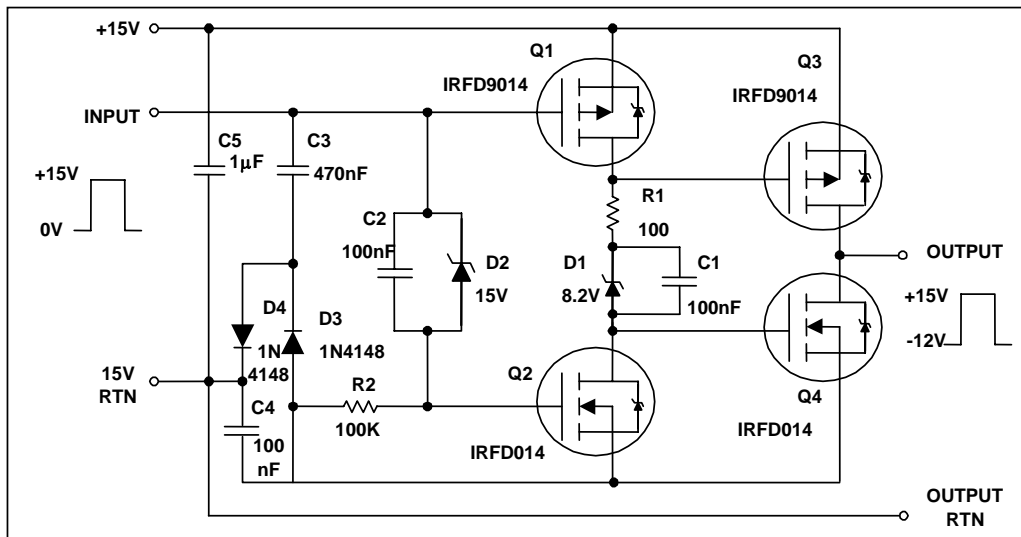 +15V
Q1
Q3
IRFD9014
IRFD9014
INPUT
C5
1μF
C3
470nF
+15V
0V
R1
100
C2
100nF
D2
15V
D1
8.2V
C1
100nF
OUTPUT
+15V
-12V
D4
1N
4148
D3
1N4148
15V
RTN
R2
100K
Q2
Q4
C4
100
nF
IRFD014
IRFD014
OUTPUT
RTN